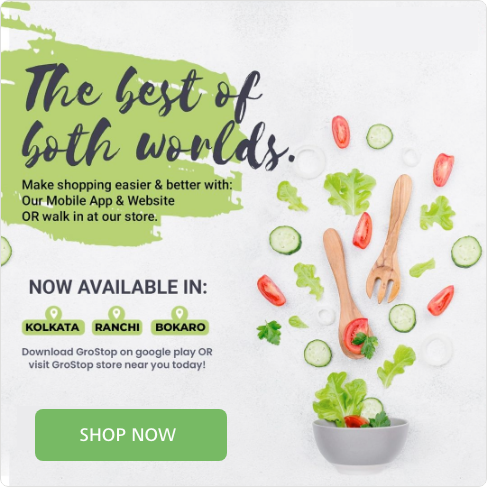 The best of
both worlds.
Make shopping easier & better with:
Our Mobile App & Website
OR walk in at our store.
NOW AVAILABLE IN:
KOLKATA RANCHI BOKARO
Download GroStop on google play OR
visit GroStop store near you today!
SHOP NOW